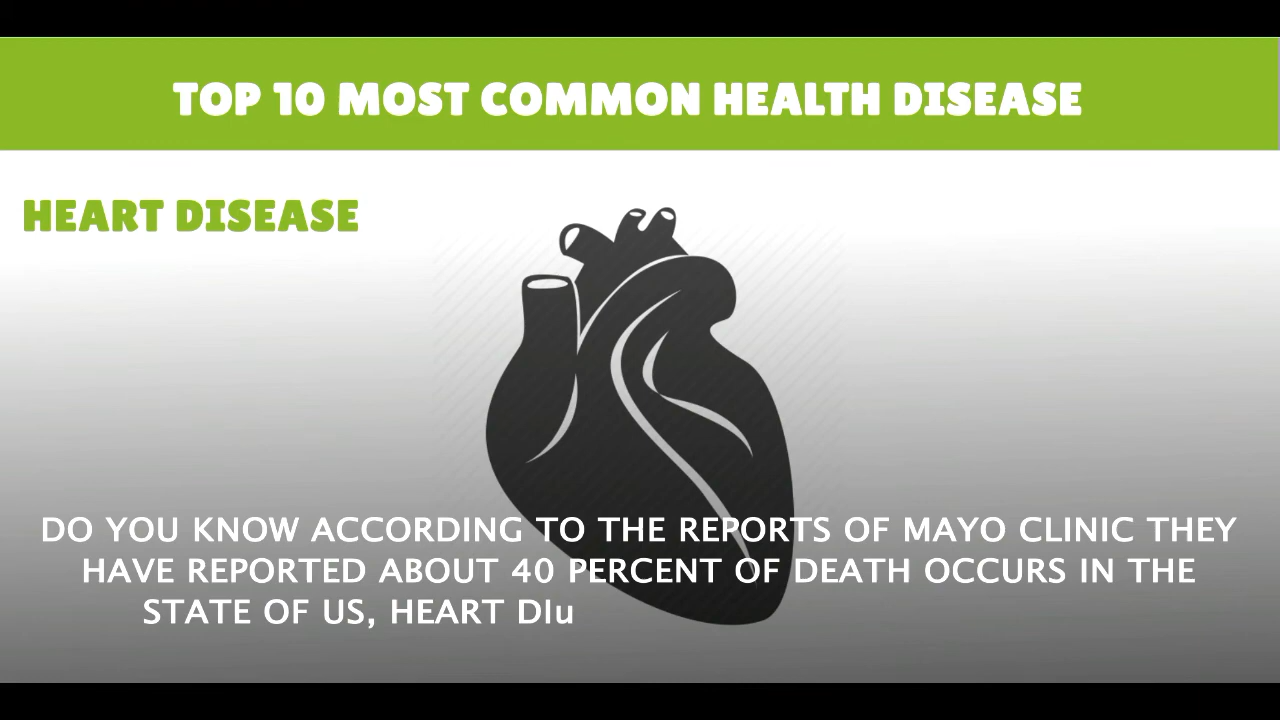 TOP 10 MOST COMMON HEALTH DISEASE
HEART DISEASE
DO YOU KNOW ACCORDING TO THE REPORTS OF MAYO CLINIC THEY
HAVE REPORTED ABOUT 40 PERCENT OF DEATH OCCURS IN THE
STATE OF US, HEART DIu